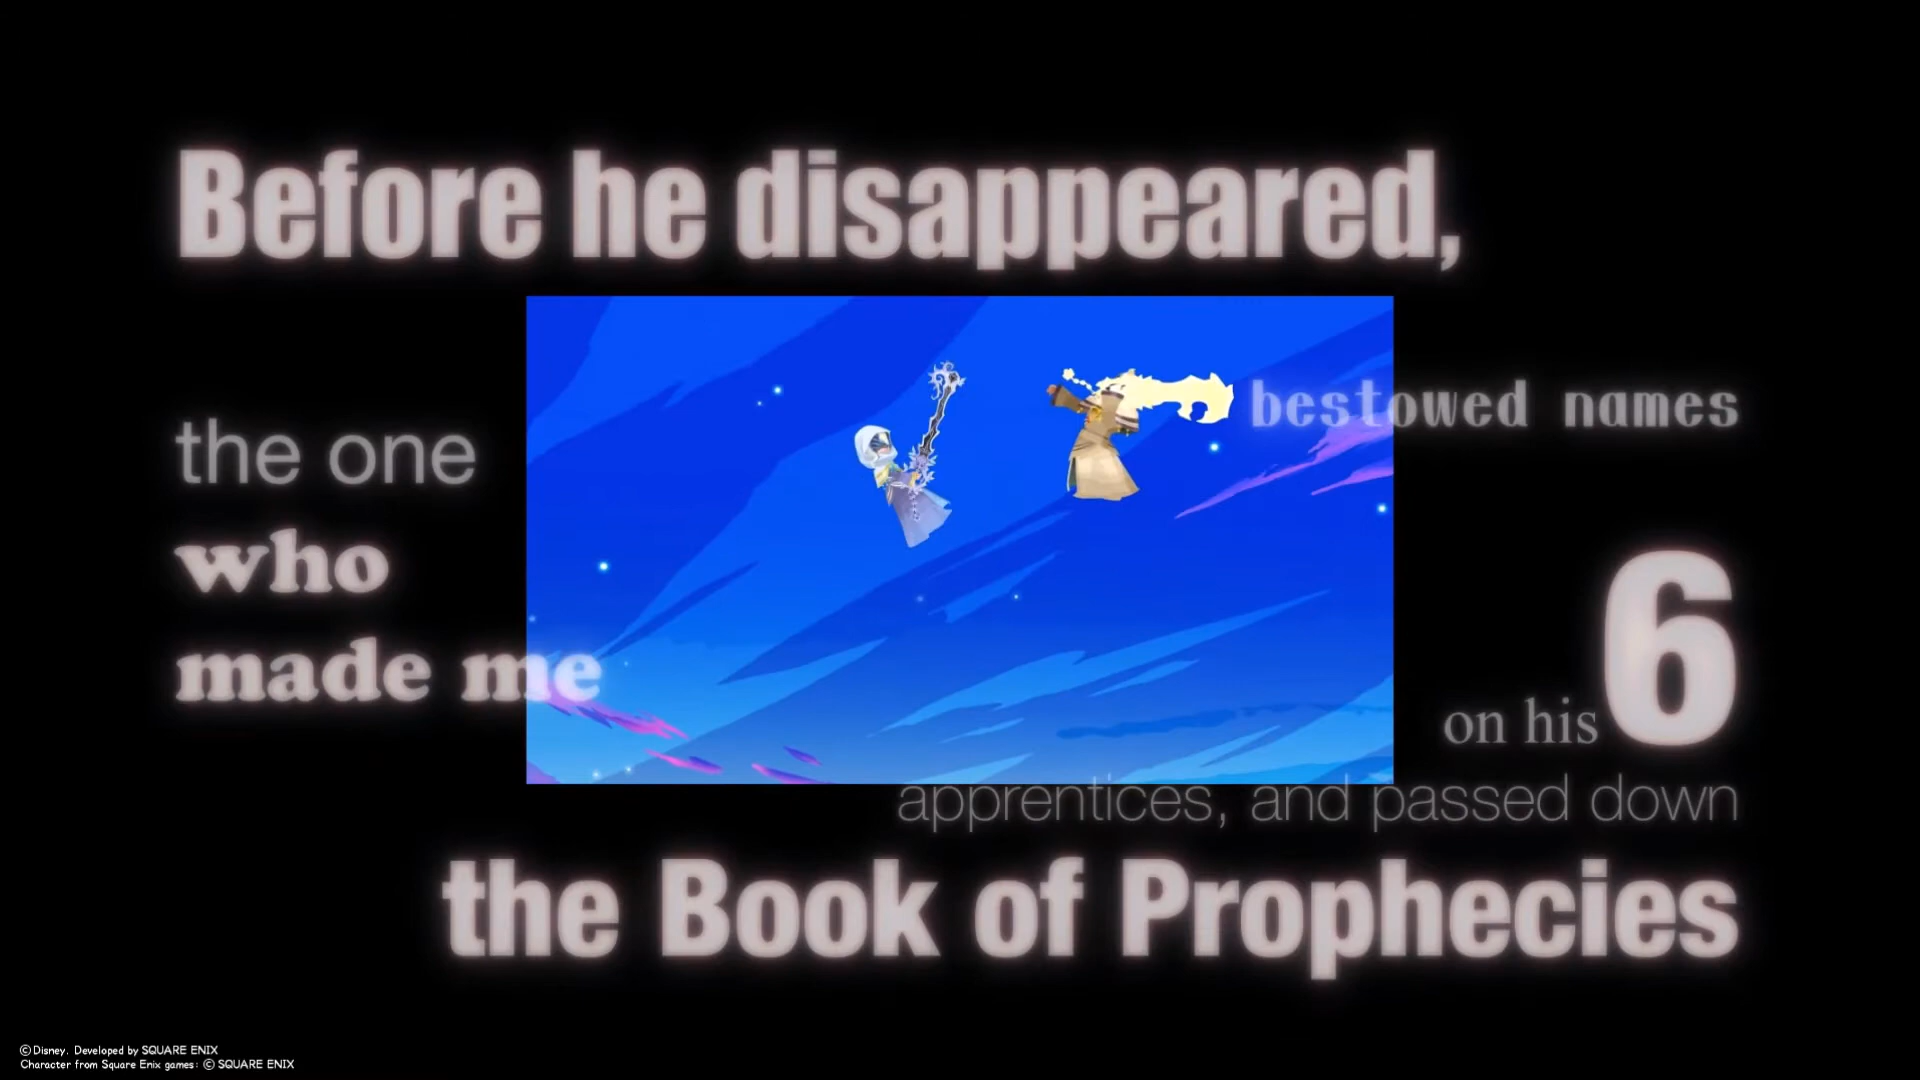 Before he disappeared,
the one
who
made me
bestowed names
on his 6
apprentices, and passed down
the Book of Prophecies
©Disney. Developed by SQUARE ENIX
Character from Square Enix games: © SQUARE ENIX